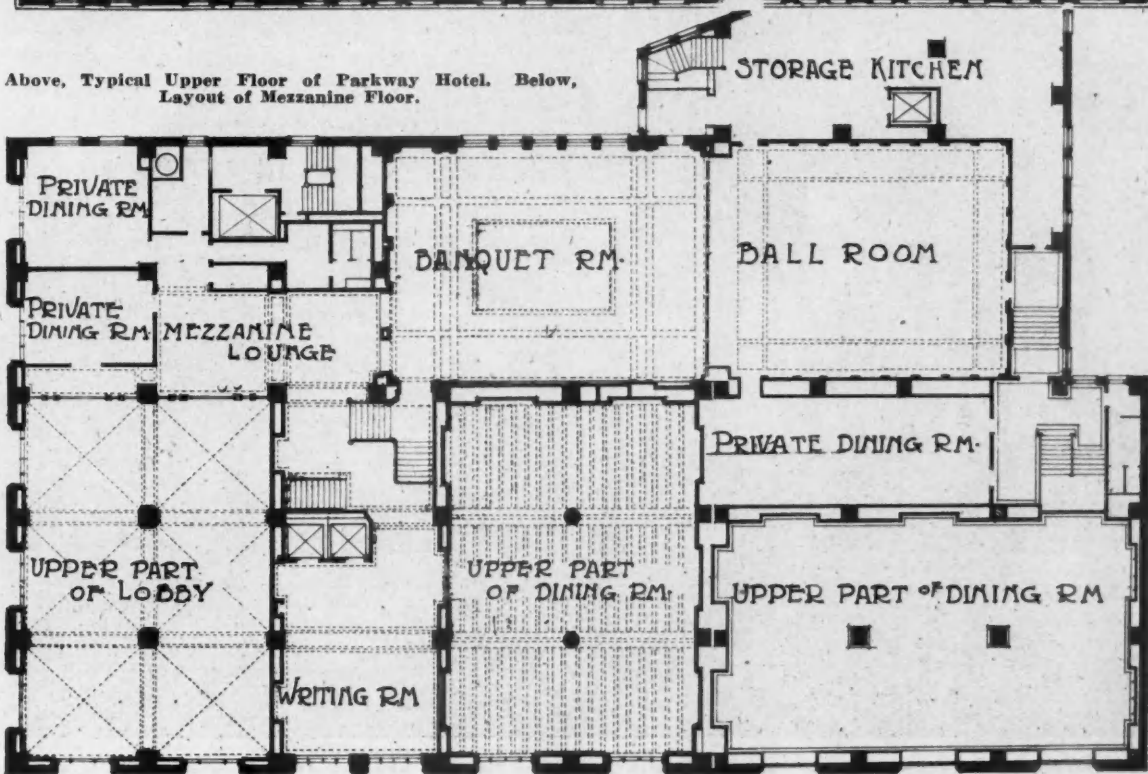 Above, Typical Upper Floor of Parkway Hotel. Below,
Layout of Mezzanine Floor.
STORAGE KITCHEN
PRIVATE
DINING RM
BANQUET RM.
BALL ROOM
PRIVATE
DINING RM
MEZZANINE
LOUNGE
PRIVATE DINING RM.
UPPER PART
OF LOBBY
UPPER PART
OF DINING RM.
UPPER PART OF DINING RM
WRITING RM